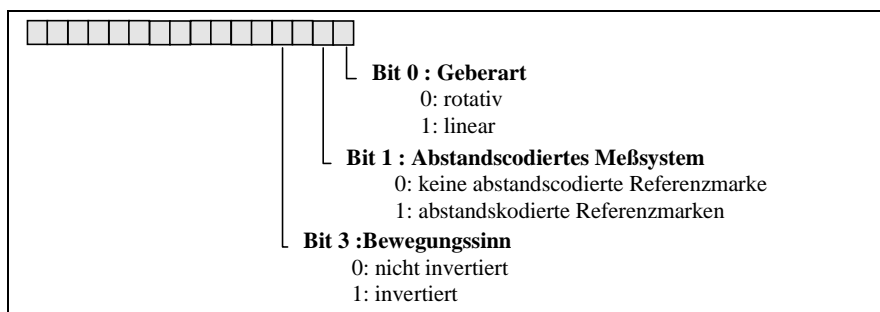 Bit 0 : Geberart
0: rotativ
1: linear
Bit 1 : Abstandscodiertes Meßsystem
0: keine abstandscodierte Referenzmarke
1: abstandskodierte Referenzmarken
Bit 3 :Bewegungssinn
0: nicht invertiert
1: invertiert